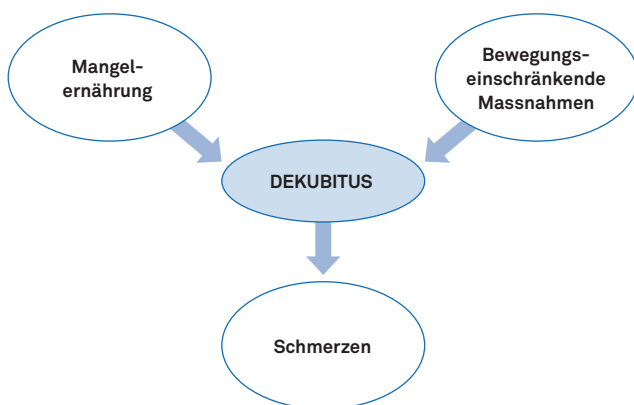 Mangel-
ernährung
Bewegungs-
einschränkende
Massnahmen
DEKUBITUS
Schmerzen